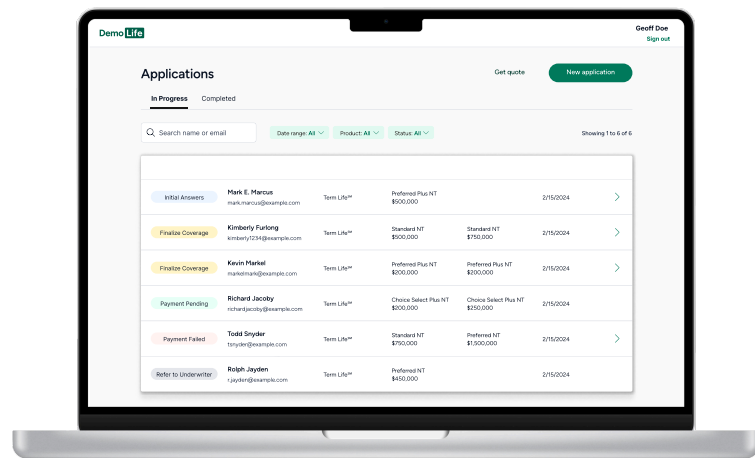 Demo Life
Geoff Doe
Sign out
Applications
Get quote
New application
In Progress
Completed
Search name or email
Date range: All
Product: All
Status: All
Showing 1 to 6 of 6
Initial Answers
Mark E. Marcus
mark.marcus@example.com
Term Life℠
Preferred Plus NT
$500,000
2/15/2024
Finalize Coverage
Kimberly Furlong
kimberly1234@example.com
Term Life℠
Standard NT
$500,000
Standard NT
$750,000
2/15/2024
Finalize Coverage
Kevin Markel
markelmark@example.com
Term Life℠
Preferred Plus NT
$200,000
Preferred Plus NT
$200,000
2/15/2024
Payment Pending
Richard Jacoby
richardjacoby@example.com
Term Life℠
Choice Select Plus NT
$200,000
Choice Select Plus NT
$250,000
2/15/2024
Payment Failed
Todd Snyder
tsnyder@example.com
Term Life℠
Standard NT
$750,000
Preferred NT
$1,500,000
2/15/2024
Refer to Underwriter
Rolph Jayden
r.jayden@example.com
Term Life℠
Preferred NT
$450,000
2/15/2024